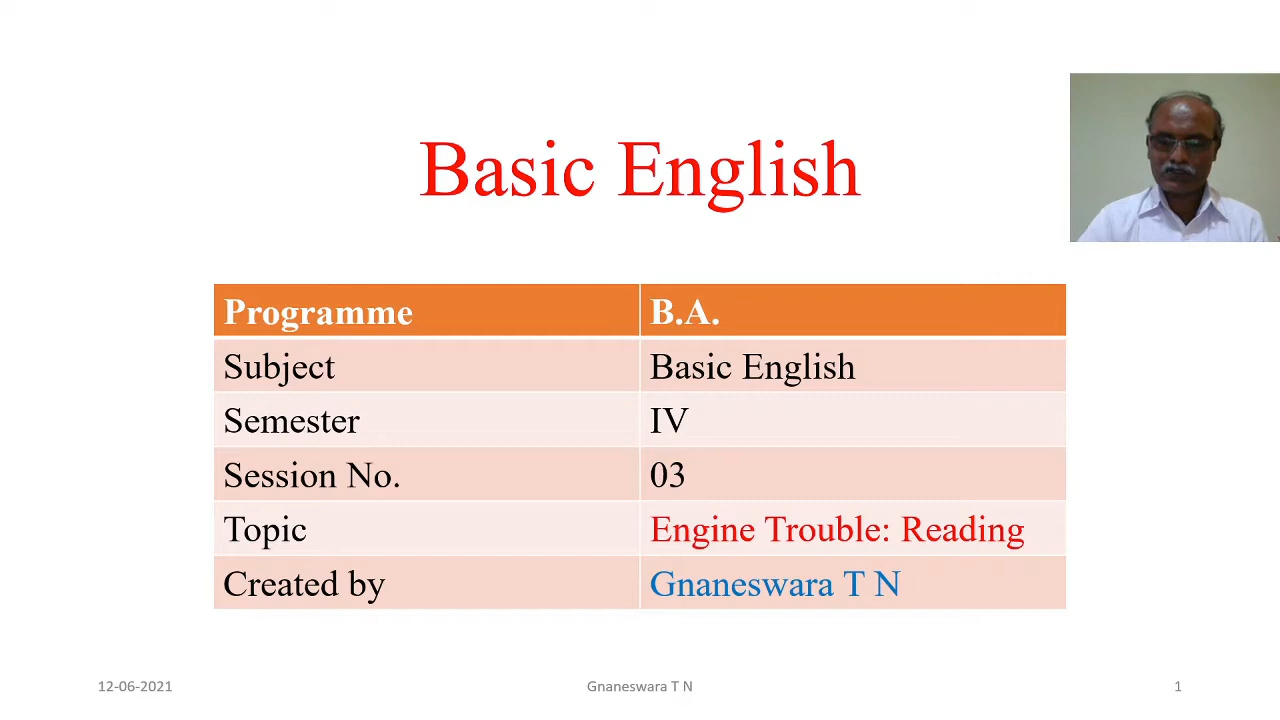 Basic English
Programme B.A.
Subject Basic English
Semester IV
Session No. 03
Topic Engine Trouble: Reading
Created by Gnaneswara T N
12-06-2021 Gnaneswara T N 1